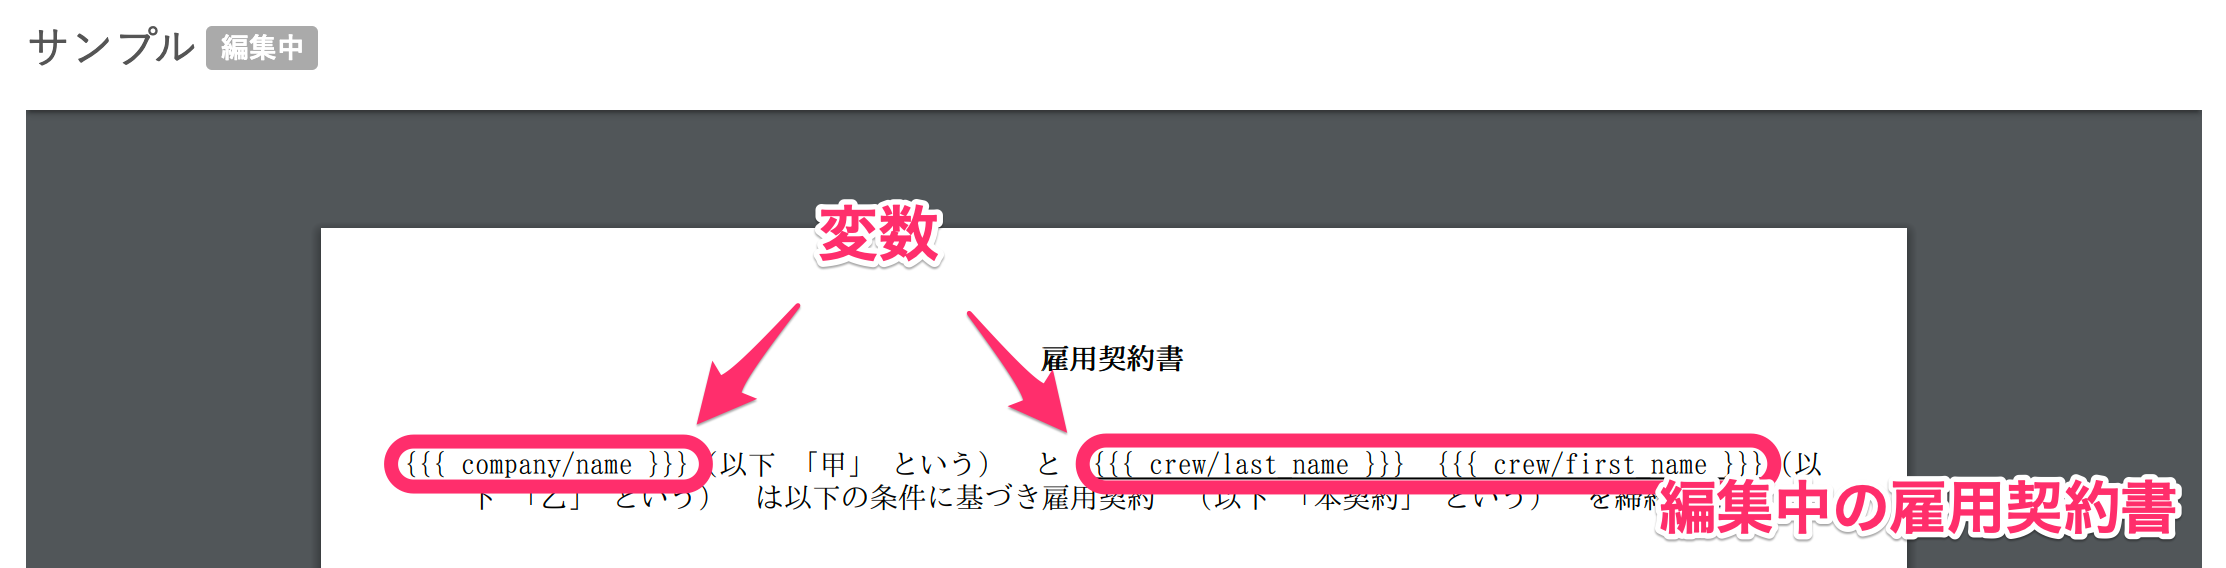 サンプル 編集中
変数
雇用契約書
{{{ company/name }}} (以下 「甲」 という) と {{{ crew/last_name }}} {{{ crew/first_name }}} (以
下 「乙」 という) は以下の条件に基づき雇用契約 (以下 「本契約」 という) を締
編集中の雇用契約書